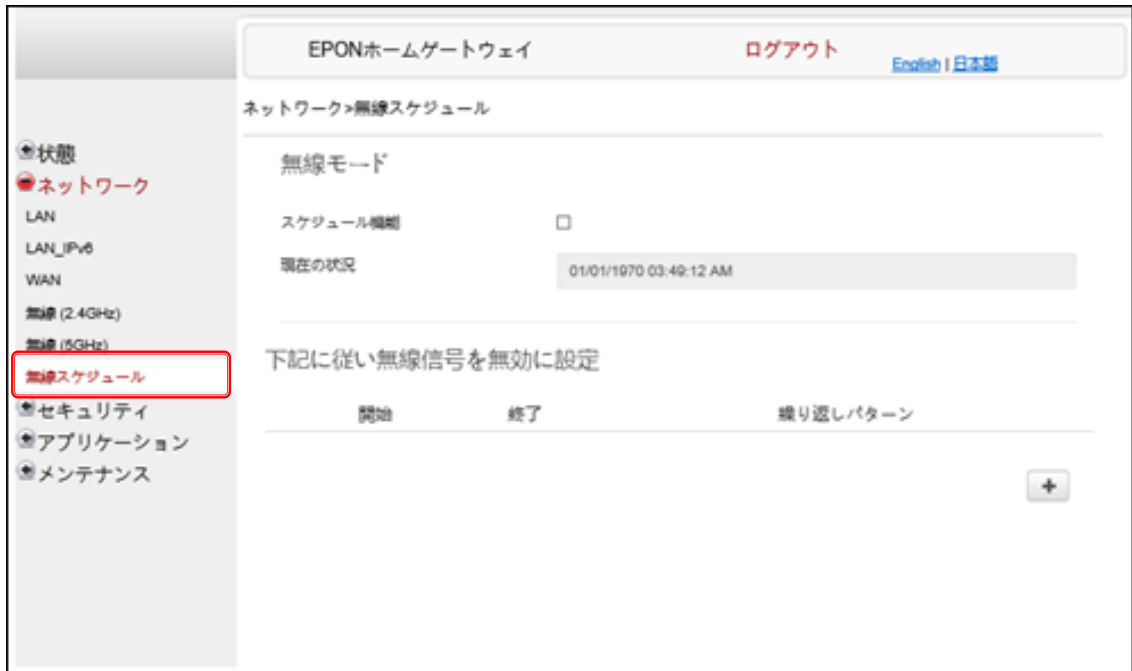 EPONホームゲートウェイ
ログアウト
English | 日本語
ネットワーク>無線スケジュール
状態
ネットワーク
LAN
LAN_IPv6
WAN
無線 (2.4GHz)
無線 (5GHz)
無線スケジュール
セキュリティ
アプリケーション
メンテナンス
無線モード
スケジュール機能
現在の状況 01/01/1970 03:49:12 AM
下記に従い無線信号を無効に設定
開始 終了 繰り返しパターン
+